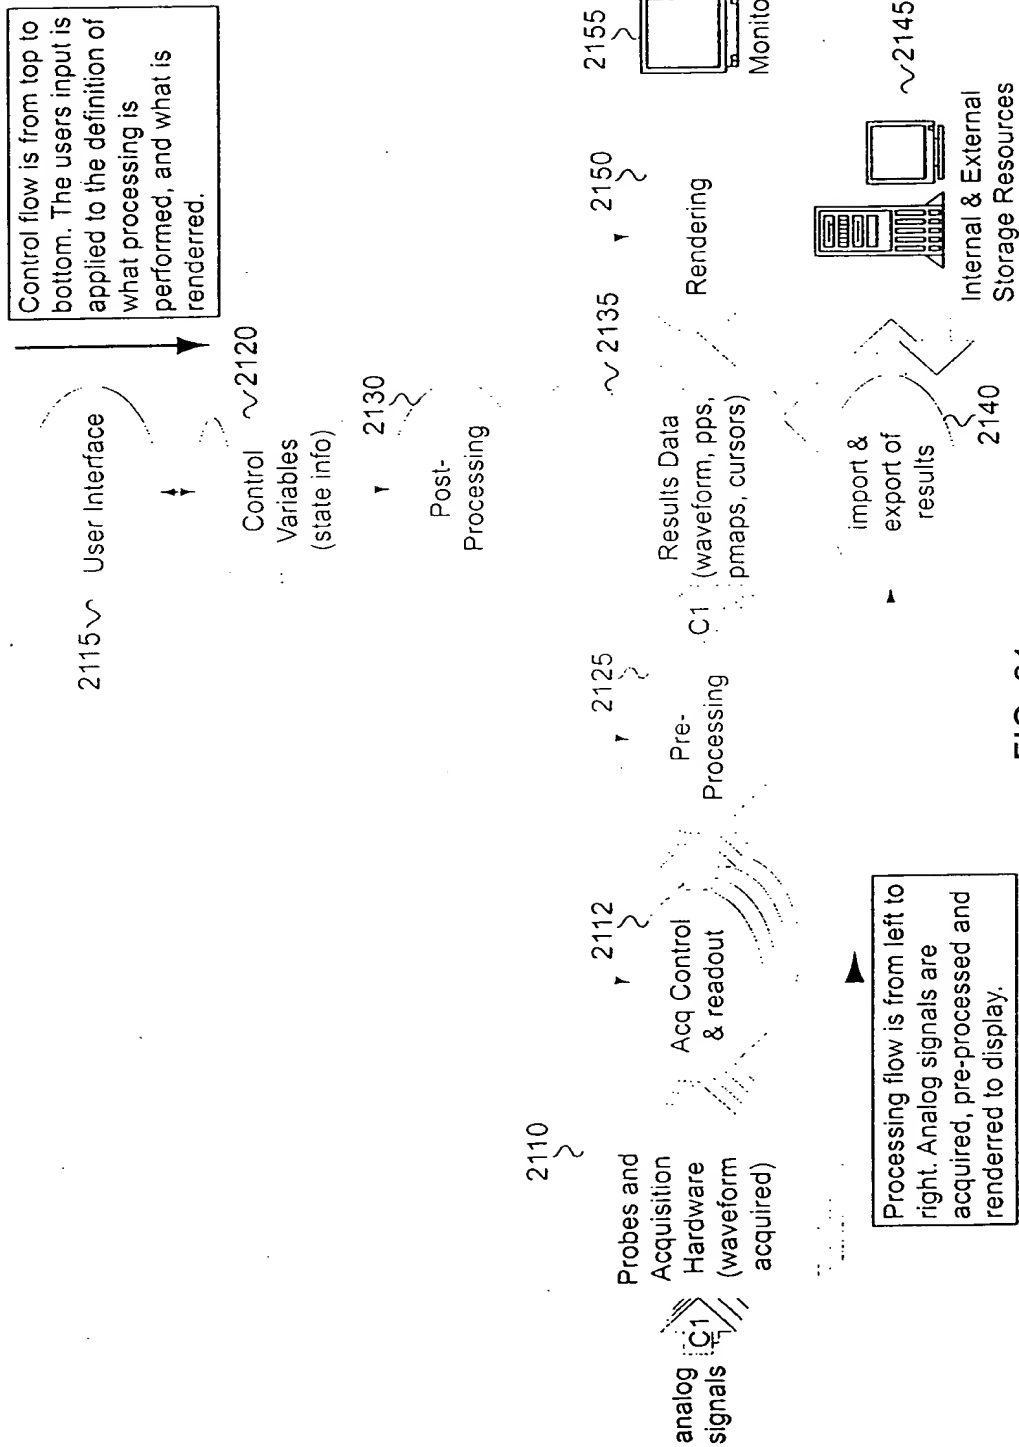 Control flow is from top to
bottom. The users input is
applied to the definition of
what processing is
performed, and what is
renderred.
2115
User Interface
2120
Control
Variables
(state info)
2130
Post-
Processing
2110
Probes and
Acquisition
Hardware
(waveform
acquired)
analog
signals
C1
2112
Acq Control
& readout
2125
Pre-
Processing
C1
2135
Results Data
(waveform, pps,
pmaps, cursors)
2150
Rendering
2155
Monito
import &
export of
results
2140
Internal & External
Storage Resources
2145
Processing flow is from left to
right. Analog signals are
acquired, pre-processed and
renderred to display.